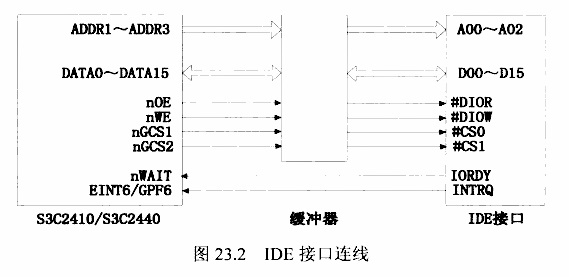 ADDR1～ADDR3 A00～A02
DATA0～DATA15 D00～D15
nOE #DIOR
nWE #DIOW
nGCS1 #CS0
nGCS2 #CS1
nWAIT IORDY
EINT6/GPF6 INTRQ
S3C2410/S3C2440 缓冲器 IDE接口
图 23.2 IDE 接口连线